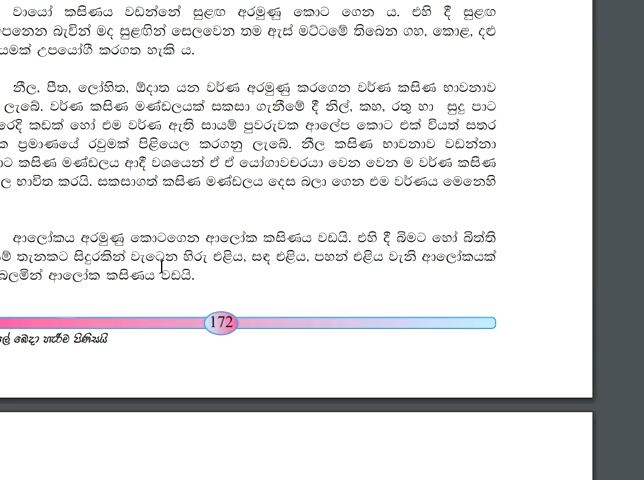 වායෝ කසිණය වඩන්නේ සුළඟ අරමුණු කොට ගෙන ය. එහි දී සුළඟ
පෙනෙන බැවින් මද සුළඟින් සෙලවෙන තම ඇස් මට්ටමේ තිබෙන ගහ, කොළ, දළු
යමක් උපයෝගී කරගත හැකි ය.
නීල, පීත, ලෝහිත, ඕදාත යන වර්ණ අරමුණු කරගෙන වර්ණ කසිණ භාවනාව
ලැබේ. වර්ණ කසිණ මණ්ඩලයක් සකසා ගැනීමේ දී නිල්, කහ, රතු හා සුදු පාට
රෙදි කඩක් හෝ එම වර්ණ ඇති සායම් පුවරුවක ආලේප කොට එක් වියත් සතර
ක ප්‍රමාණයේ රවුමක් පිළියෙල කරගනු ලැබේ. නීල කසිණ භාවනාව වඩන්නා
ාට කසිණ මණ්ඩලය ආදී වශයෙන් ඒ ඒ යෝගාවචරයා වෙන වෙන ම වර්ණ කසිණ
ල භාවිත කරයි. සකසාගත් කසිණ මණ්ඩලය දෙස බලා ගෙන එම වර්ණය මෙනෙහි
ආලෝකය අරමුණු කොටගෙන ආලෝක කසිණය වඩයි. එහි දී බිමට හෝ බිත්ති
ම් තැනකට සිදුරකින් වැටෙන හිරු එළිය, සඳ එළිය, පහන් එළිය වැනි ආලෝකයක්
බලමින් ආලෝක කසිණය වඩයි.
172
ලේ බෙදා හැරීම පිණිසයි